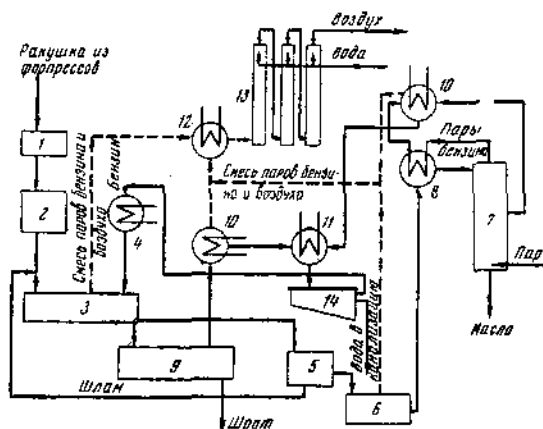 Ракушка из
форпрессов
воздух
вода
13
12
10
1
2
Смесь паров бензина и
воздуха
Бензин
4
Смесь паров бензи-
на и воздуха
10
11
Пары
бензина
8
7
Пар
3
14
Масло
9
5
Вода в
канализацию
6
Шлам
Шрот